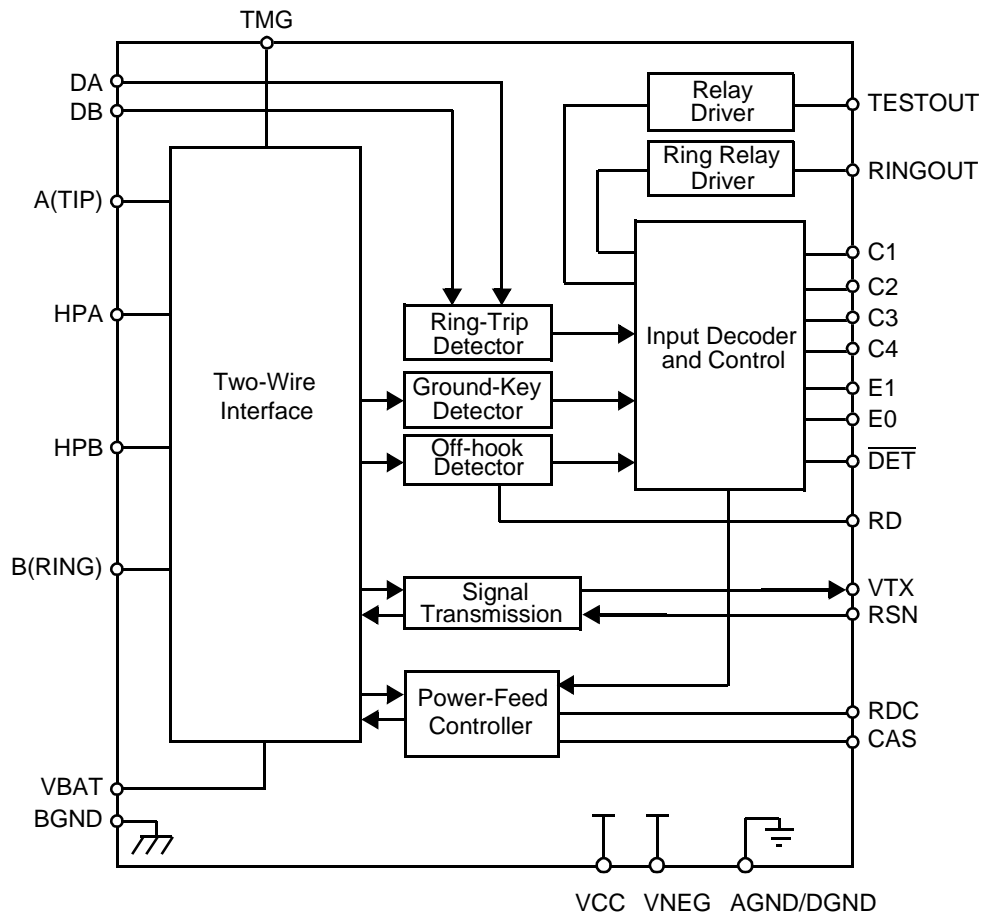 TMG
DA
DB
A(TIP)
HPA
HPB
B(RING)
VBAT
BGND
Two-Wire
Interface
Ring-Trip
Detector
Ground-Key
Detector
Off-hook
Detector
Signal
Transmission
Power-Feed
Controller
Relay
Driver
Ring Relay
Driver
Input Decoder
and Control
TESTOUT
RINGOUT
C1
C2
C3
C4
E1
E0
D̅E̅T̅
RD
VTX
RSN
RDC
CAS
VCC
VNEG
AGND/DGND